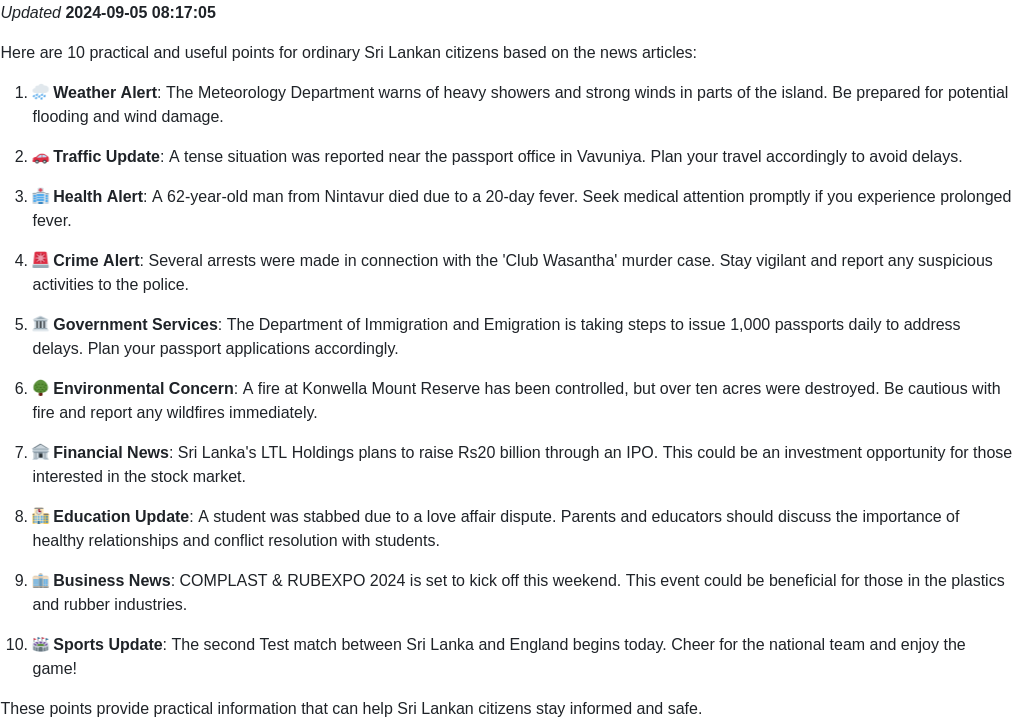 Updated 2024-09-05 08:17:05
Here are 10 practical and useful points for ordinary Sri Lankan citizens based on the news articles:
1. 🌧️ Weather Alert: The Meteorology Department warns of heavy showers and strong winds in parts of the island. Be prepared for potential
flooding and wind damage.
2. 🚗 Traffic Update: A tense situation was reported near the passport office in Vavuniya. Plan your travel accordingly to avoid delays.
3. 🏥 Health Alert: A 62-year-old man from Nintavur died due to a 20-day fever. Seek medical attention promptly if you experience prolonged
fever.
4. 🚨 Crime Alert: Several arrests were made in connection with the 'Club Wasantha' murder case. Stay vigilant and report any suspicious
activities to the police.
5. 🏛️ Government Services: The Department of Immigration and Emigration is taking steps to issue 1,000 passports daily to address
delays. Plan your passport applications accordingly.
6. 🌳 Environmental Concern: A fire at Konwella Mount Reserve has been controlled, but over ten acres were destroyed. Be cautious with
fire and report any wildfires immediately.
7. 🏦 Financial News: Sri Lanka's LTL Holdings plans to raise Rs20 billion through an IPO. This could be an investment opportunity for those
interested in the stock market.
8. 🏫 Education Update: A student was stabbed due to a love affair dispute. Parents and educators should discuss the importance of
healthy relationships and conflict resolution with students.
9. 🏬 Business News: COMPLAST & RUBEXPO 2024 is set to kick off this weekend. This event could be beneficial for those in the plastics
and rubber industries.
10. 🏟️ Sports Update: The second Test match between Sri Lanka and England begins today. Cheer for the national team and enjoy the
game!
These points provide practical information that can help Sri Lankan citizens stay informed and safe.